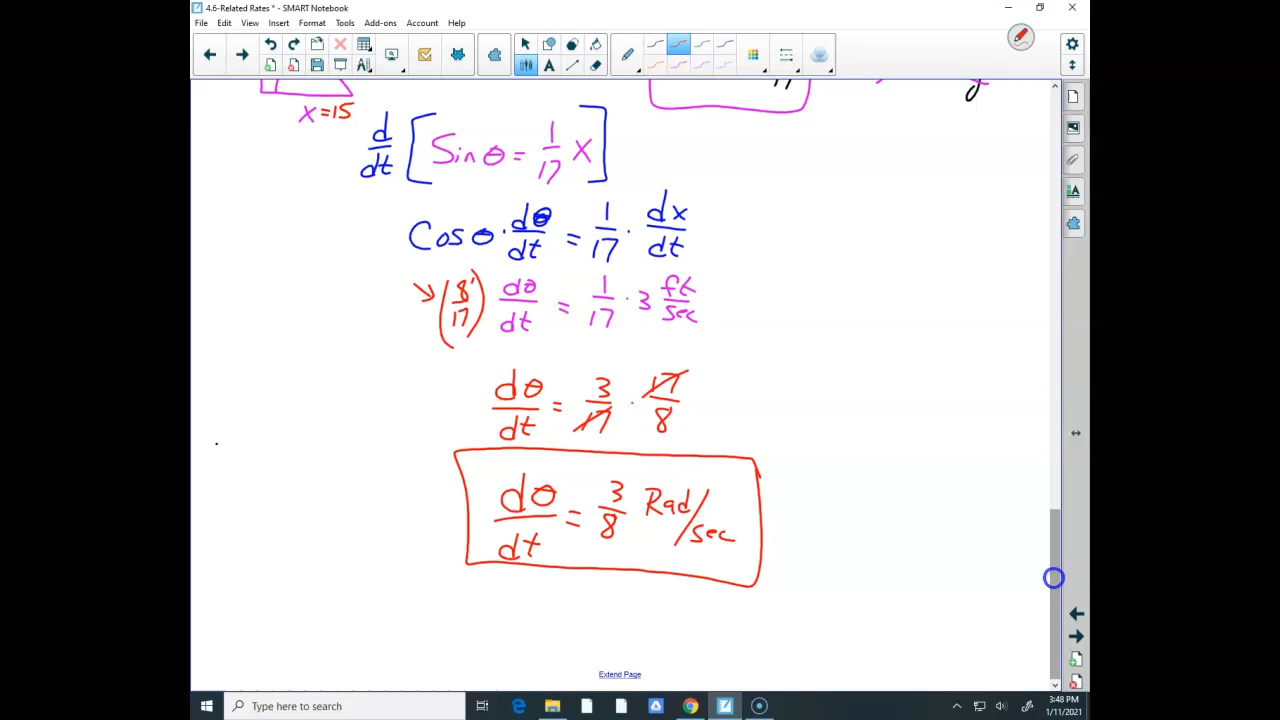 4.6-Related Rates * - SMART Notebook
File Edit View Insert Format Tools Add-ons Account Help
x = 15
17 y
d/dt [ Sin θ = 1/17 X ]
Cos θ · dθ/dt = 1/17 · dx/dt
(8/17) dθ/dt = 1/17 · 3 ft/sec
dθ/dt = 3/17 · 17/8
dθ/dt = 3/8 Rad/sec
Extend Page
Type here to search
3:48 PM
1/11/2021